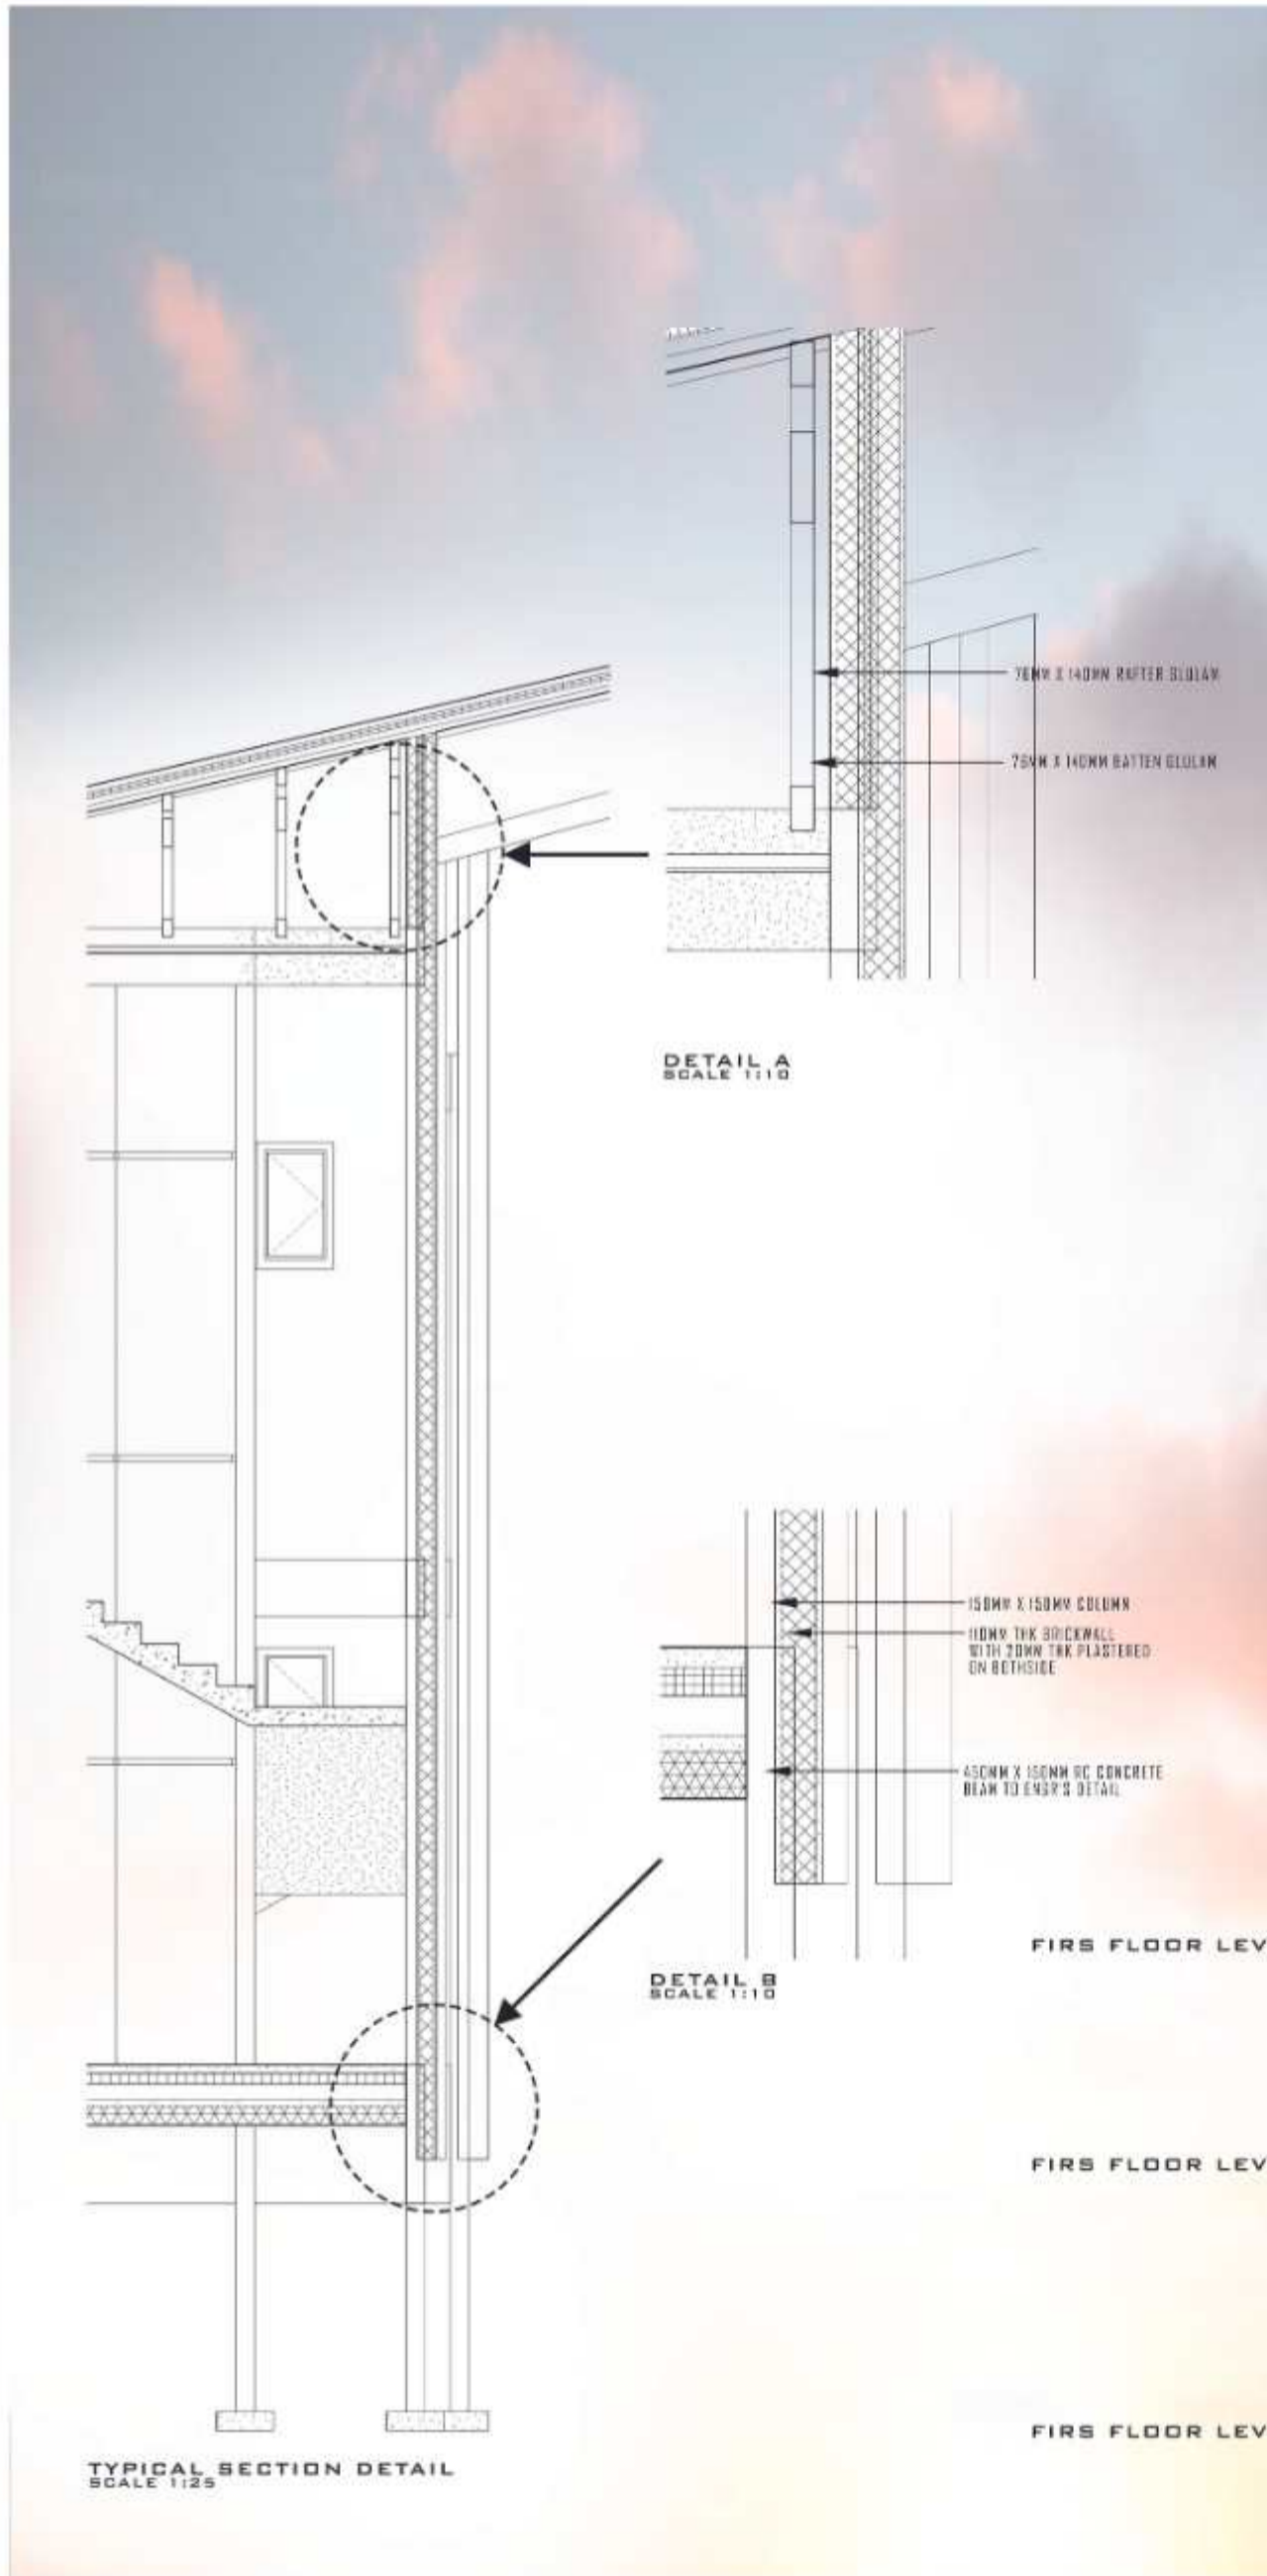 76MM X 140MM RAFTER GLULAM
76MM X 140MM BATTEN GLULAM
DETAIL A
SCALE 1:10
150MM X 150MM COLUMN
110MM THK BRICKWALL
WITH 20MM THK PLASTERED
ON BOTHSIDE
450MM X 150MM RC CONCRETE
BEAM TO ENGR'S DETAIL
FIRS FLOOR LEV
DETAIL B
SCALE 1:10
FIRS FLOOR LEV
FIRS FLOOR LEV
TYPICAL SECTION DETAIL
SCALE 1:25